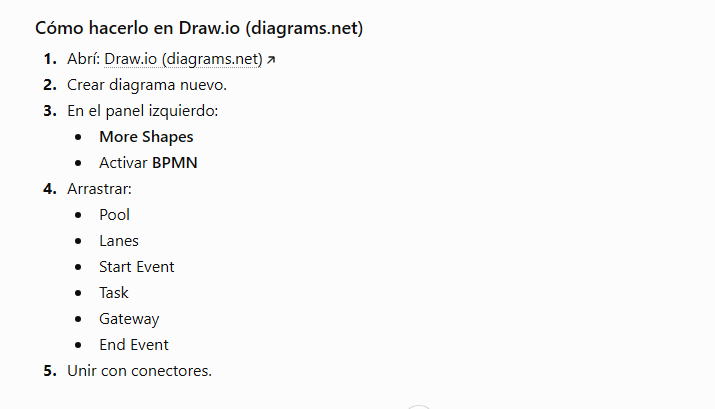 Cómo hacerlo en Draw.io (diagrams.net)
1. Abrí: Draw.io (diagrams.net) ↗
2. Crear diagrama nuevo.
3. En el panel izquierdo:
• More Shapes
• Activar BPMN
4. Arrastrar:
• Pool
• Lanes
• Start Event
• Task
• Gateway
• End Event
5. Unir con conectores.